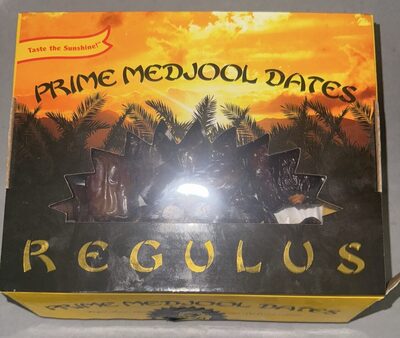 Taste the Sunshine!
PRIME MEDJOOL DATES
REGULUS
PRIME MEDJOOL DATES